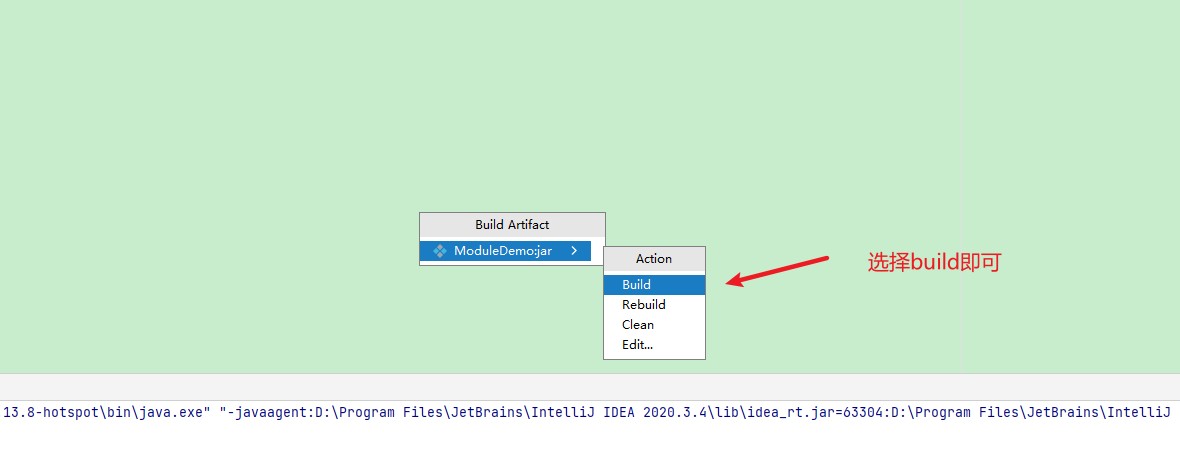 Build Artifact
ModuleDemo:jar
Action
Build
Rebuild
Clean
Edit...
选择build即可
13.8-hotspot\bin\java.exe" "-javaagent:D:\Program Files\JetBrains\IntelliJ IDEA 2020.3.4\lib\idea_rt.jar=63304:D:\Program Files\JetBrains\IntelliJ